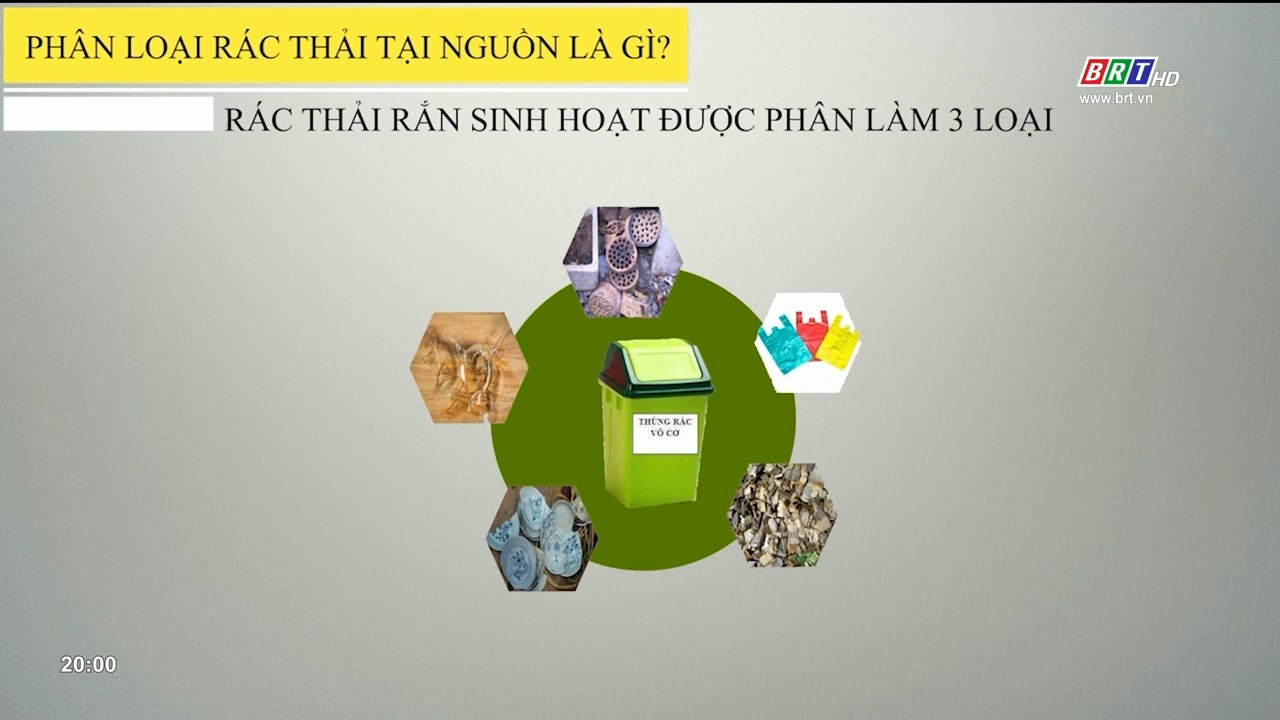 PHÂN LOẠI RÁC THẢI TẠI NGUỒN LÀ GÌ?
BRT HD
www.brt.vn
RÁC THẢI RẮN SINH HOẠT ĐƯỢC PHÂN LÀM 3 LOẠI
THÙNG RÁC
VÔ CƠ
20:00